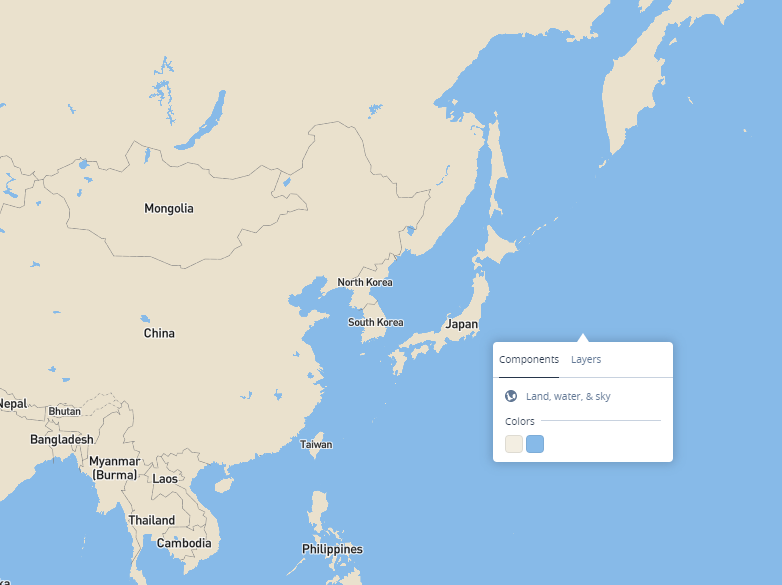 Mongolia
North Korea
China
South Korea
Japan
Components Layers
Land, water, & sky
Nepal
Colors
Bhutan
Bangladesh
Taiwan
Myanmar
(Burma)
Laos
Thailand
Cambodia
Philippines
ka